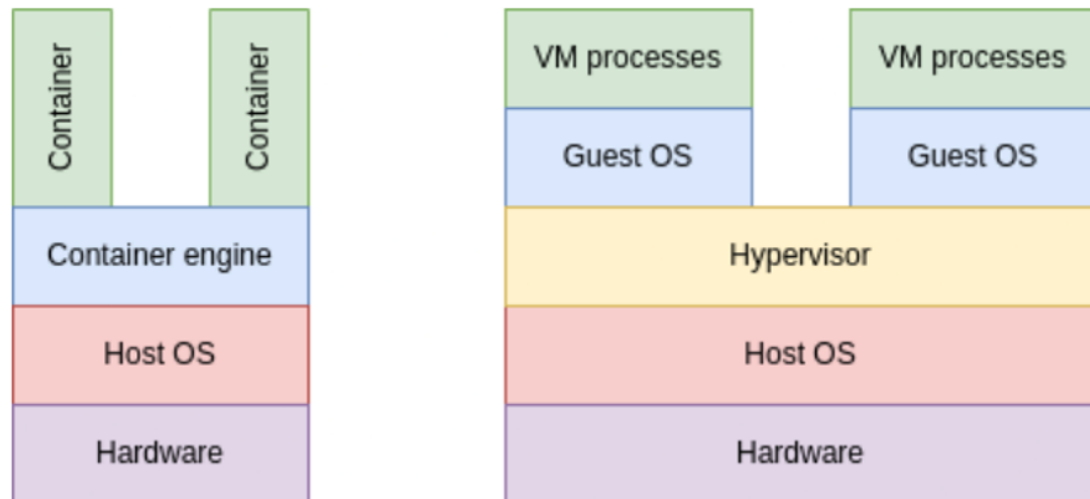 Container
Container
Container engine
Host OS
Hardware
VM processes
VM processes
Guest OS
Guest OS
Hypervisor
Host OS
Hardware